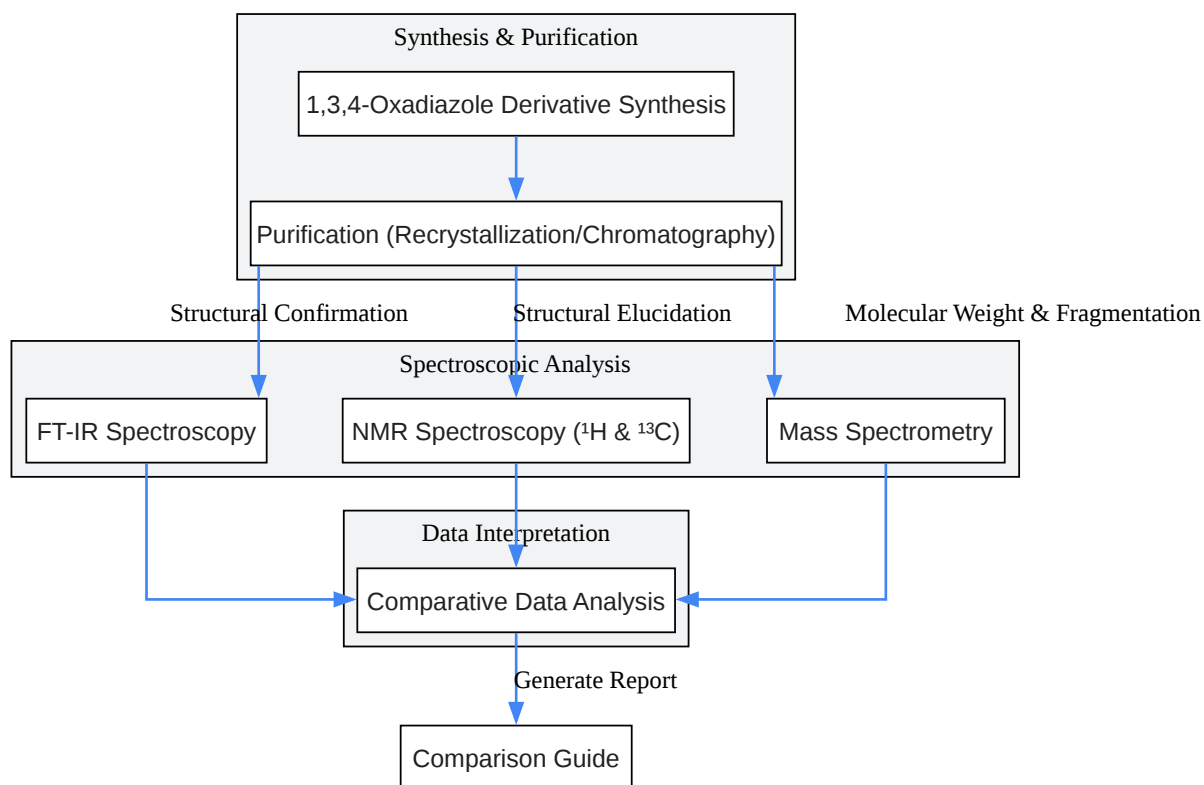 Synthesis & Purification
1,3,4-Oxadiazole Derivative Synthesis
Purification (Recrystallization/Chromatography)
Structural Confirmation
Structural Elucidation
Molecular Weight & Fragmentation
Spectroscopic Analysis
FT-IR Spectroscopy
NMR Spectroscopy (¹H & ¹³C)
Mass Spectrometry
Data Interpretation
Comparative Data Analysis
Generate Report
Comparison Guide